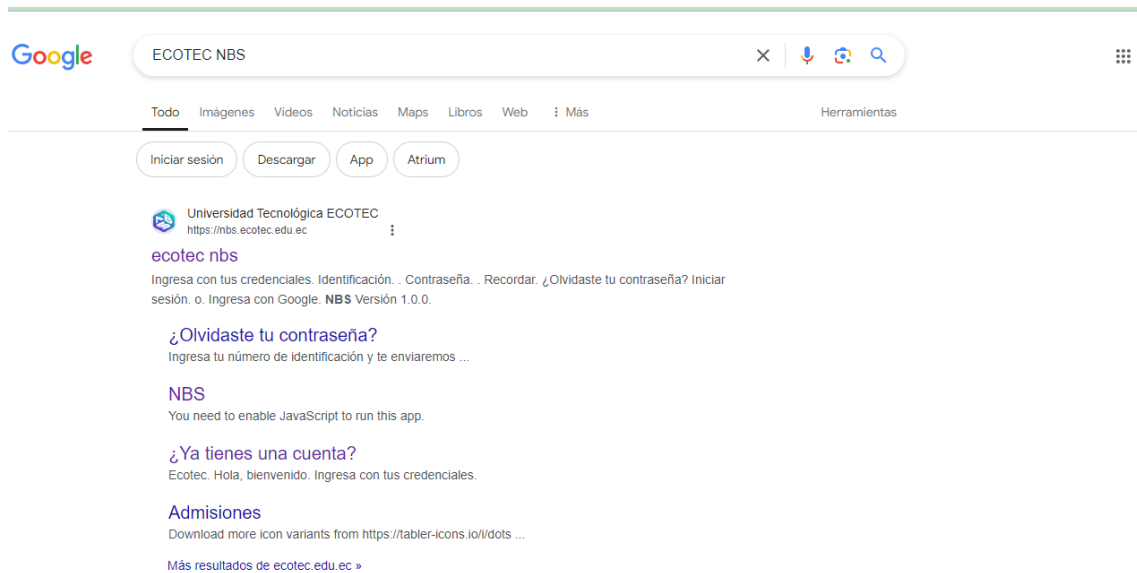 Google
ECOTEC NBS
Todo Imágenes Videos Noticias Maps Libros Web Más Herramientas
Iniciar sesión Descargar App Atrium
Universidad Tecnológica ECOTEC
https://nbs.ecotec.edu.ec
ecotec nbs
Ingresa con tus credenciales. Identificación. . Contraseña. . Recordar. ¿Olvidaste tu contraseña? Iniciar
sesión. o. Ingresa con Google. NBS Versión 1.0.0.
¿Olvidaste tu contraseña?
Ingresa tu número de identificación y te enviaremos ...
NBS
You need to enable JavaScript to run this app.
¿Ya tienes una cuenta?
Ecotec. Hola, bienvenido. Ingresa con tus credenciales.
Admisiones
Download more icon variants from https://tabler-icons.io/i/dots ...
Más resultados de ecotec.edu.ec »